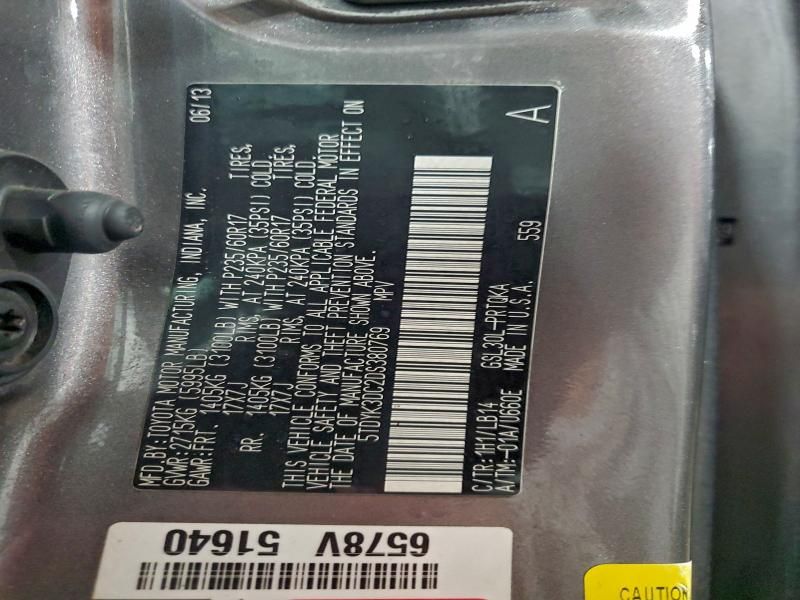 MFD.BY:TOYOTA MOTOR MANUFACTURING, INDIANA, INC. 06/13
GVWR:2715KG (5995LB)
GAWR:FRT. 1405KG (3100LB) WITH P235/60R17 TIRES,
17X7J RIMS, AT 240KPA (35PSI) COLD.
RR. 1405KG (3100LB) WITH P235/60R17 TIRES,
17X7J RIMS, AT 240KPA (35PSI) COLD.
THIS VEHICLE CONFORMS TO ALL APPLICABLE FEDERAL MOTOR
VEHICLE SAFETY AND THEFT PREVENTION STANDARDS IN EFFECT ON
THE DATE OF MANUFACTURE SHOWN ABOVE.
5TDYK3DC2DS380769 MPV
C/TR:1H1/LB14 GSL30L-PRTQKA 559 A
A/TM:-01A/U660E MADE IN U.S.A.
6578V 51640
CAUTION